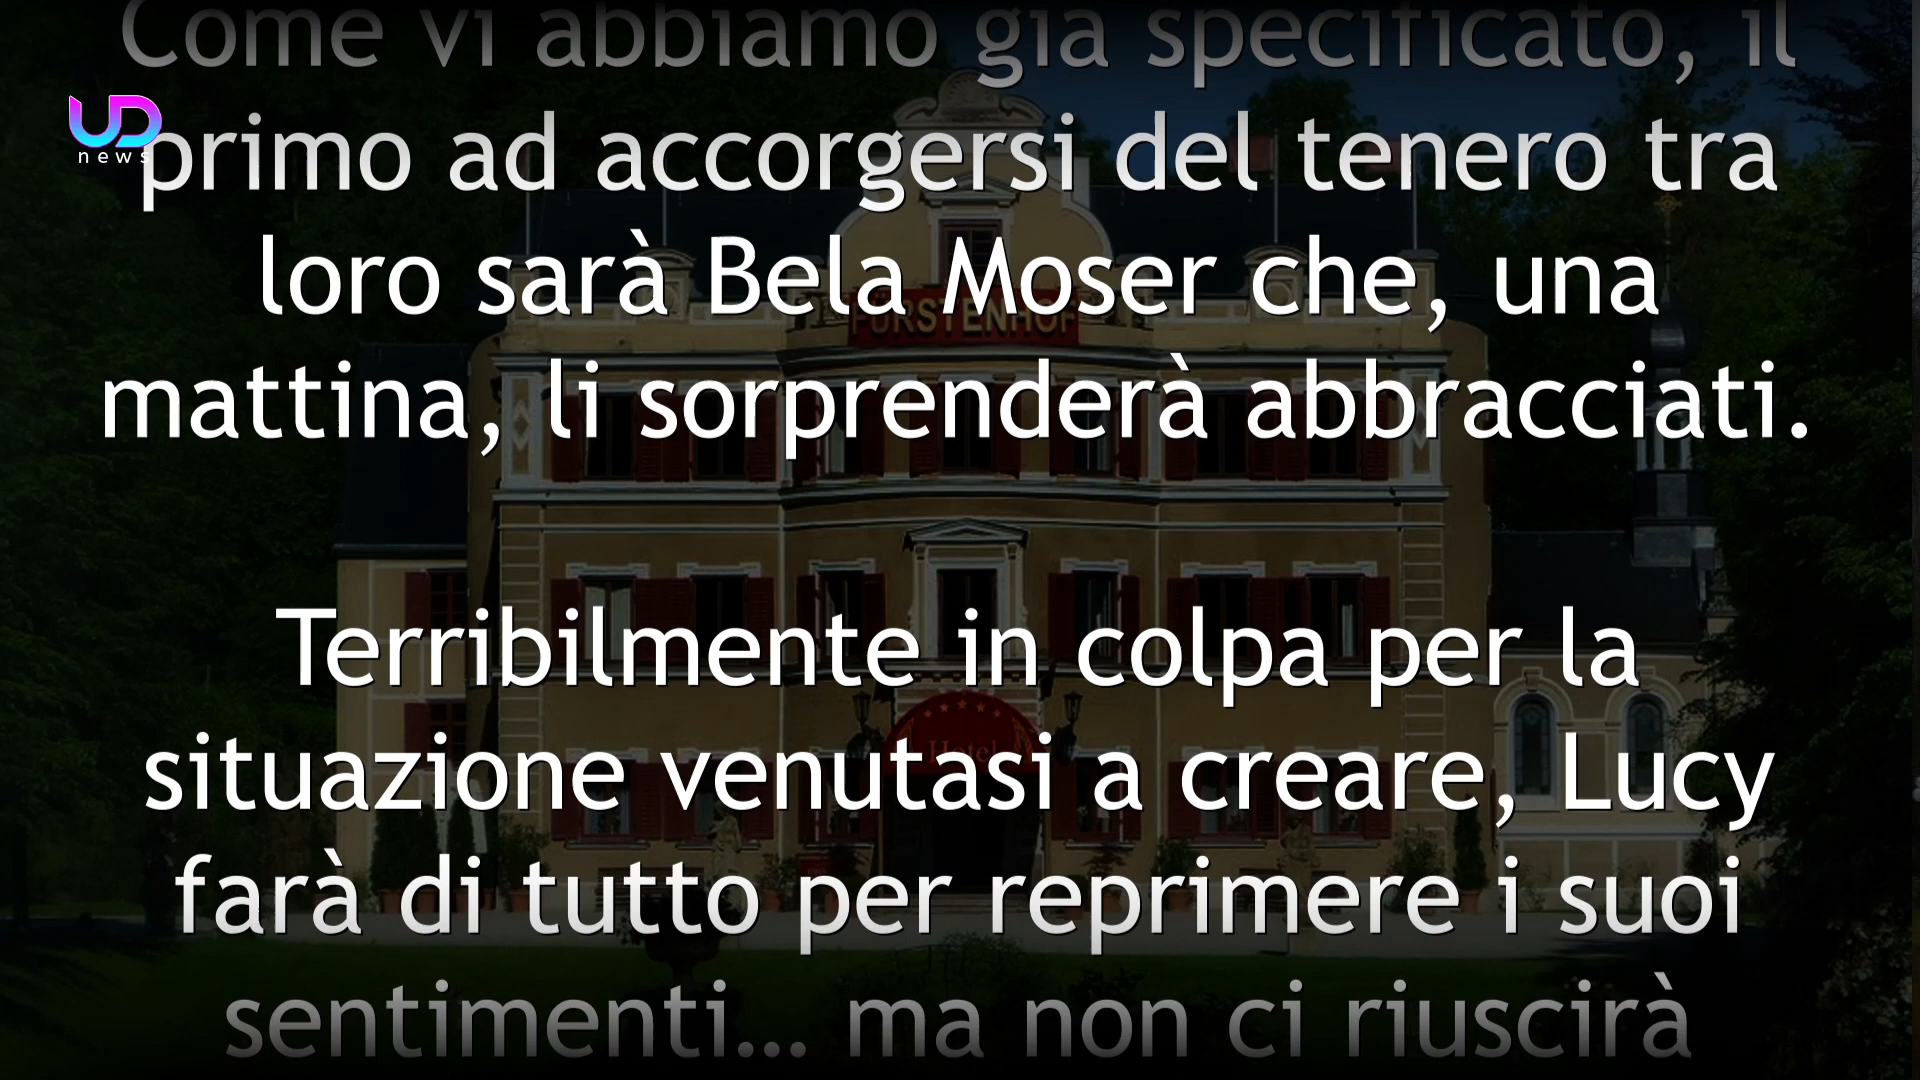 Come vi abbiamo già specificato, il
UD
news
primo ad accorgersi del tenero tra
loro sarà Bela Moser che, una
FÜRSTENHOF
mattina, li sorprenderà abbracciati.
Terribilmente in colpa per la
Hotel
situazione venutasi a creare, Lucy
farà di tutto per reprimere i suoi
sentimenti... ma non ci riuscirà